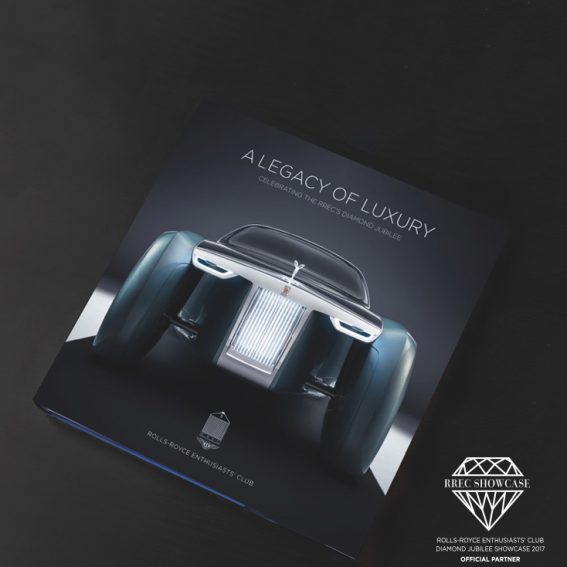 A LEGACY OF LUXURY
CELEBRATING THE RREC'S DIAMOND JUBILEE
ROLLS-ROYCE ENTHUSIASTS' CLUB
RREC SHOWCASE
ROLLS-ROYCE ENTHUSIASTS' CLUB
DIAMOND JUBILEE SHOWCASE 2017
OFFICIAL PARTNER